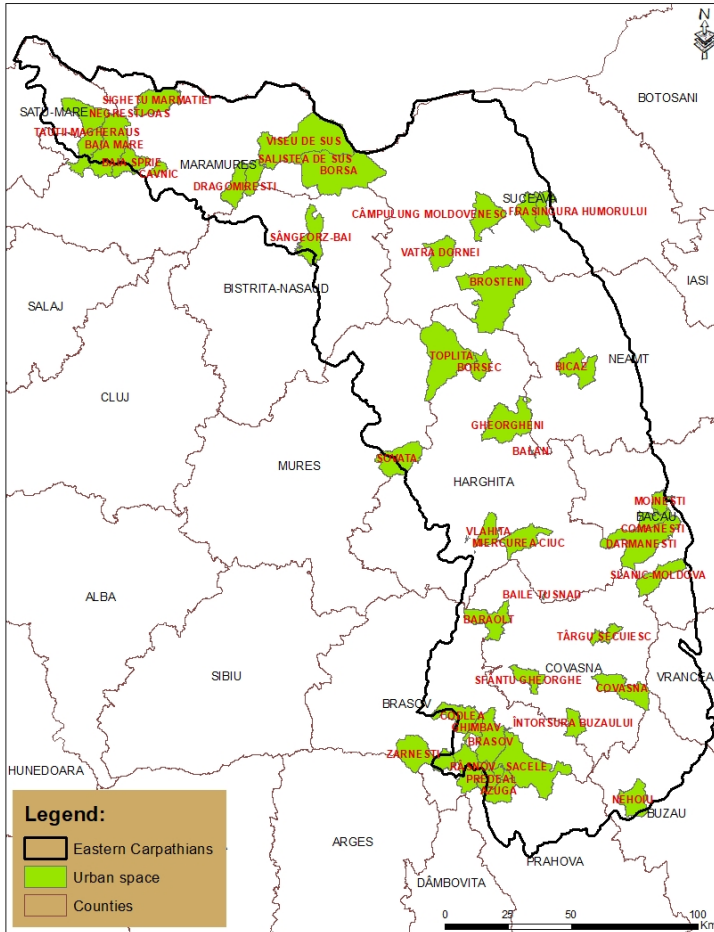 N
BOTOSANI
SIGHETU MARMATIEI
SATU-MARE
NEGRESTI-OAS
TAUTII-MAGHERAUS
BAIA MARE
VISEU DE SUS
SALISTEA DE SUS
BAIA SPRIE
MARAMURES
BORSA
CAVNIC
DRAGOMIRESTI
SUCEAVA
CÂMPULUNG MOLDOVENESC
FRASIN
GURA HUMORULUI
SÂNGEORZ-BAI
VATRA DORNEI
IASI
BROSTENI
BISTRITA-NASAUD
SALAJ
TOPLITA
NEAMT
BORSEC
BICAZ
CLUJ
GHEORGHENI
BALAN
SOVATA
MURES
HARGHITA
MOINESTI
BACAU
COMANESTI
VLAHITA
MIERCUREA-CIUC
DARMANESTI
SLANIC-MOLDOVA
ALBA
BAILE TUSNAD
BARAOLT
TÂRGU SECUIESC
COVASNA
SIBIU
SFÂNTU GHEORGHE
VRANCEA
COVASNA
BRASOV
CODLEA
GHIMBAV
ÎNTORSURA BUZAULUI
BRASOV
ZARNESTI
RÂSNOV
SACELE
HUNEDOARA
PREDEAL
AZUGA
NEHOIU
BUZAU
ARGES
PRAHOVA
DÂMBOVITA
Legend:
Eastern Carpathians
Urban space
Counties
0 25 50 100
Km